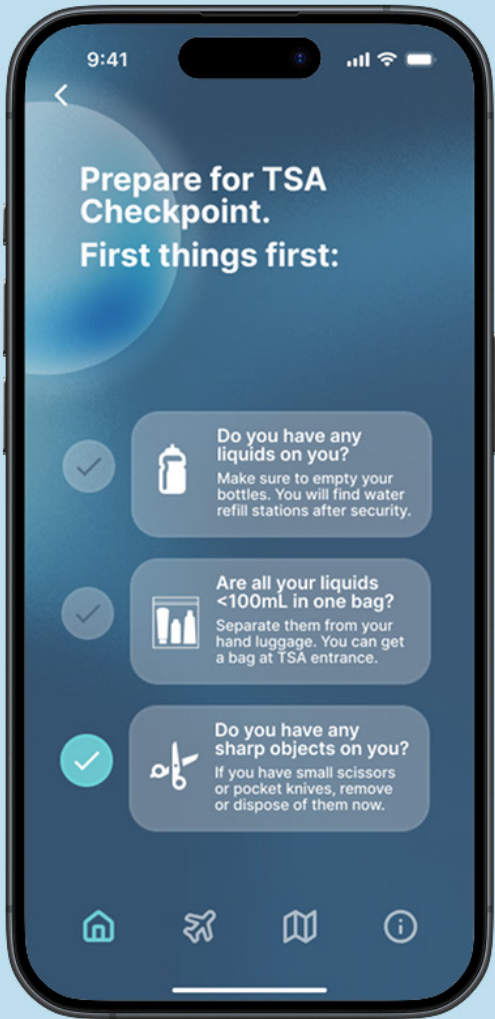 9:41
Prepare for TSA
Checkpoint.
First things first:
Do you have any
liquids on you?
Make sure to empty your
bottles. You will find water
refill stations after security.
Are all your liquids
<100mL in one bag?
Separate them from your
hand luggage. You can get
a bag at TSA entrance.
Do you have any
sharp objects on you?
If you have small scissors
or pocket knives, remove
or dispose of them now.